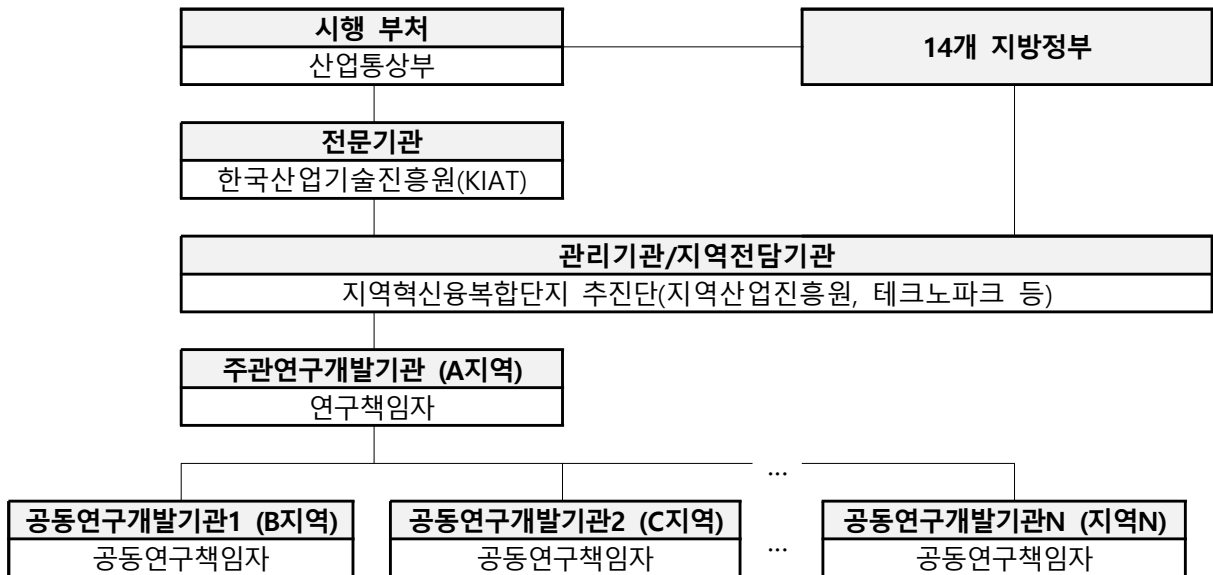 시행 부처
산업통상부
14개 지방정부
전문기관
한국산업기술진흥원(KIAT)
관리기관/지역전담기관
지역혁신융복합단지 추진단(지역산업진흥원, 테크노파크 등)
주관연구개발기관 (A지역)
연구책임자
...
공동연구개발기관1 (B지역)
공동연구책임자
공동연구개발기관2 (C지역)
공동연구책임자
...
공동연구개발기관N (지역N)
공동연구책임자